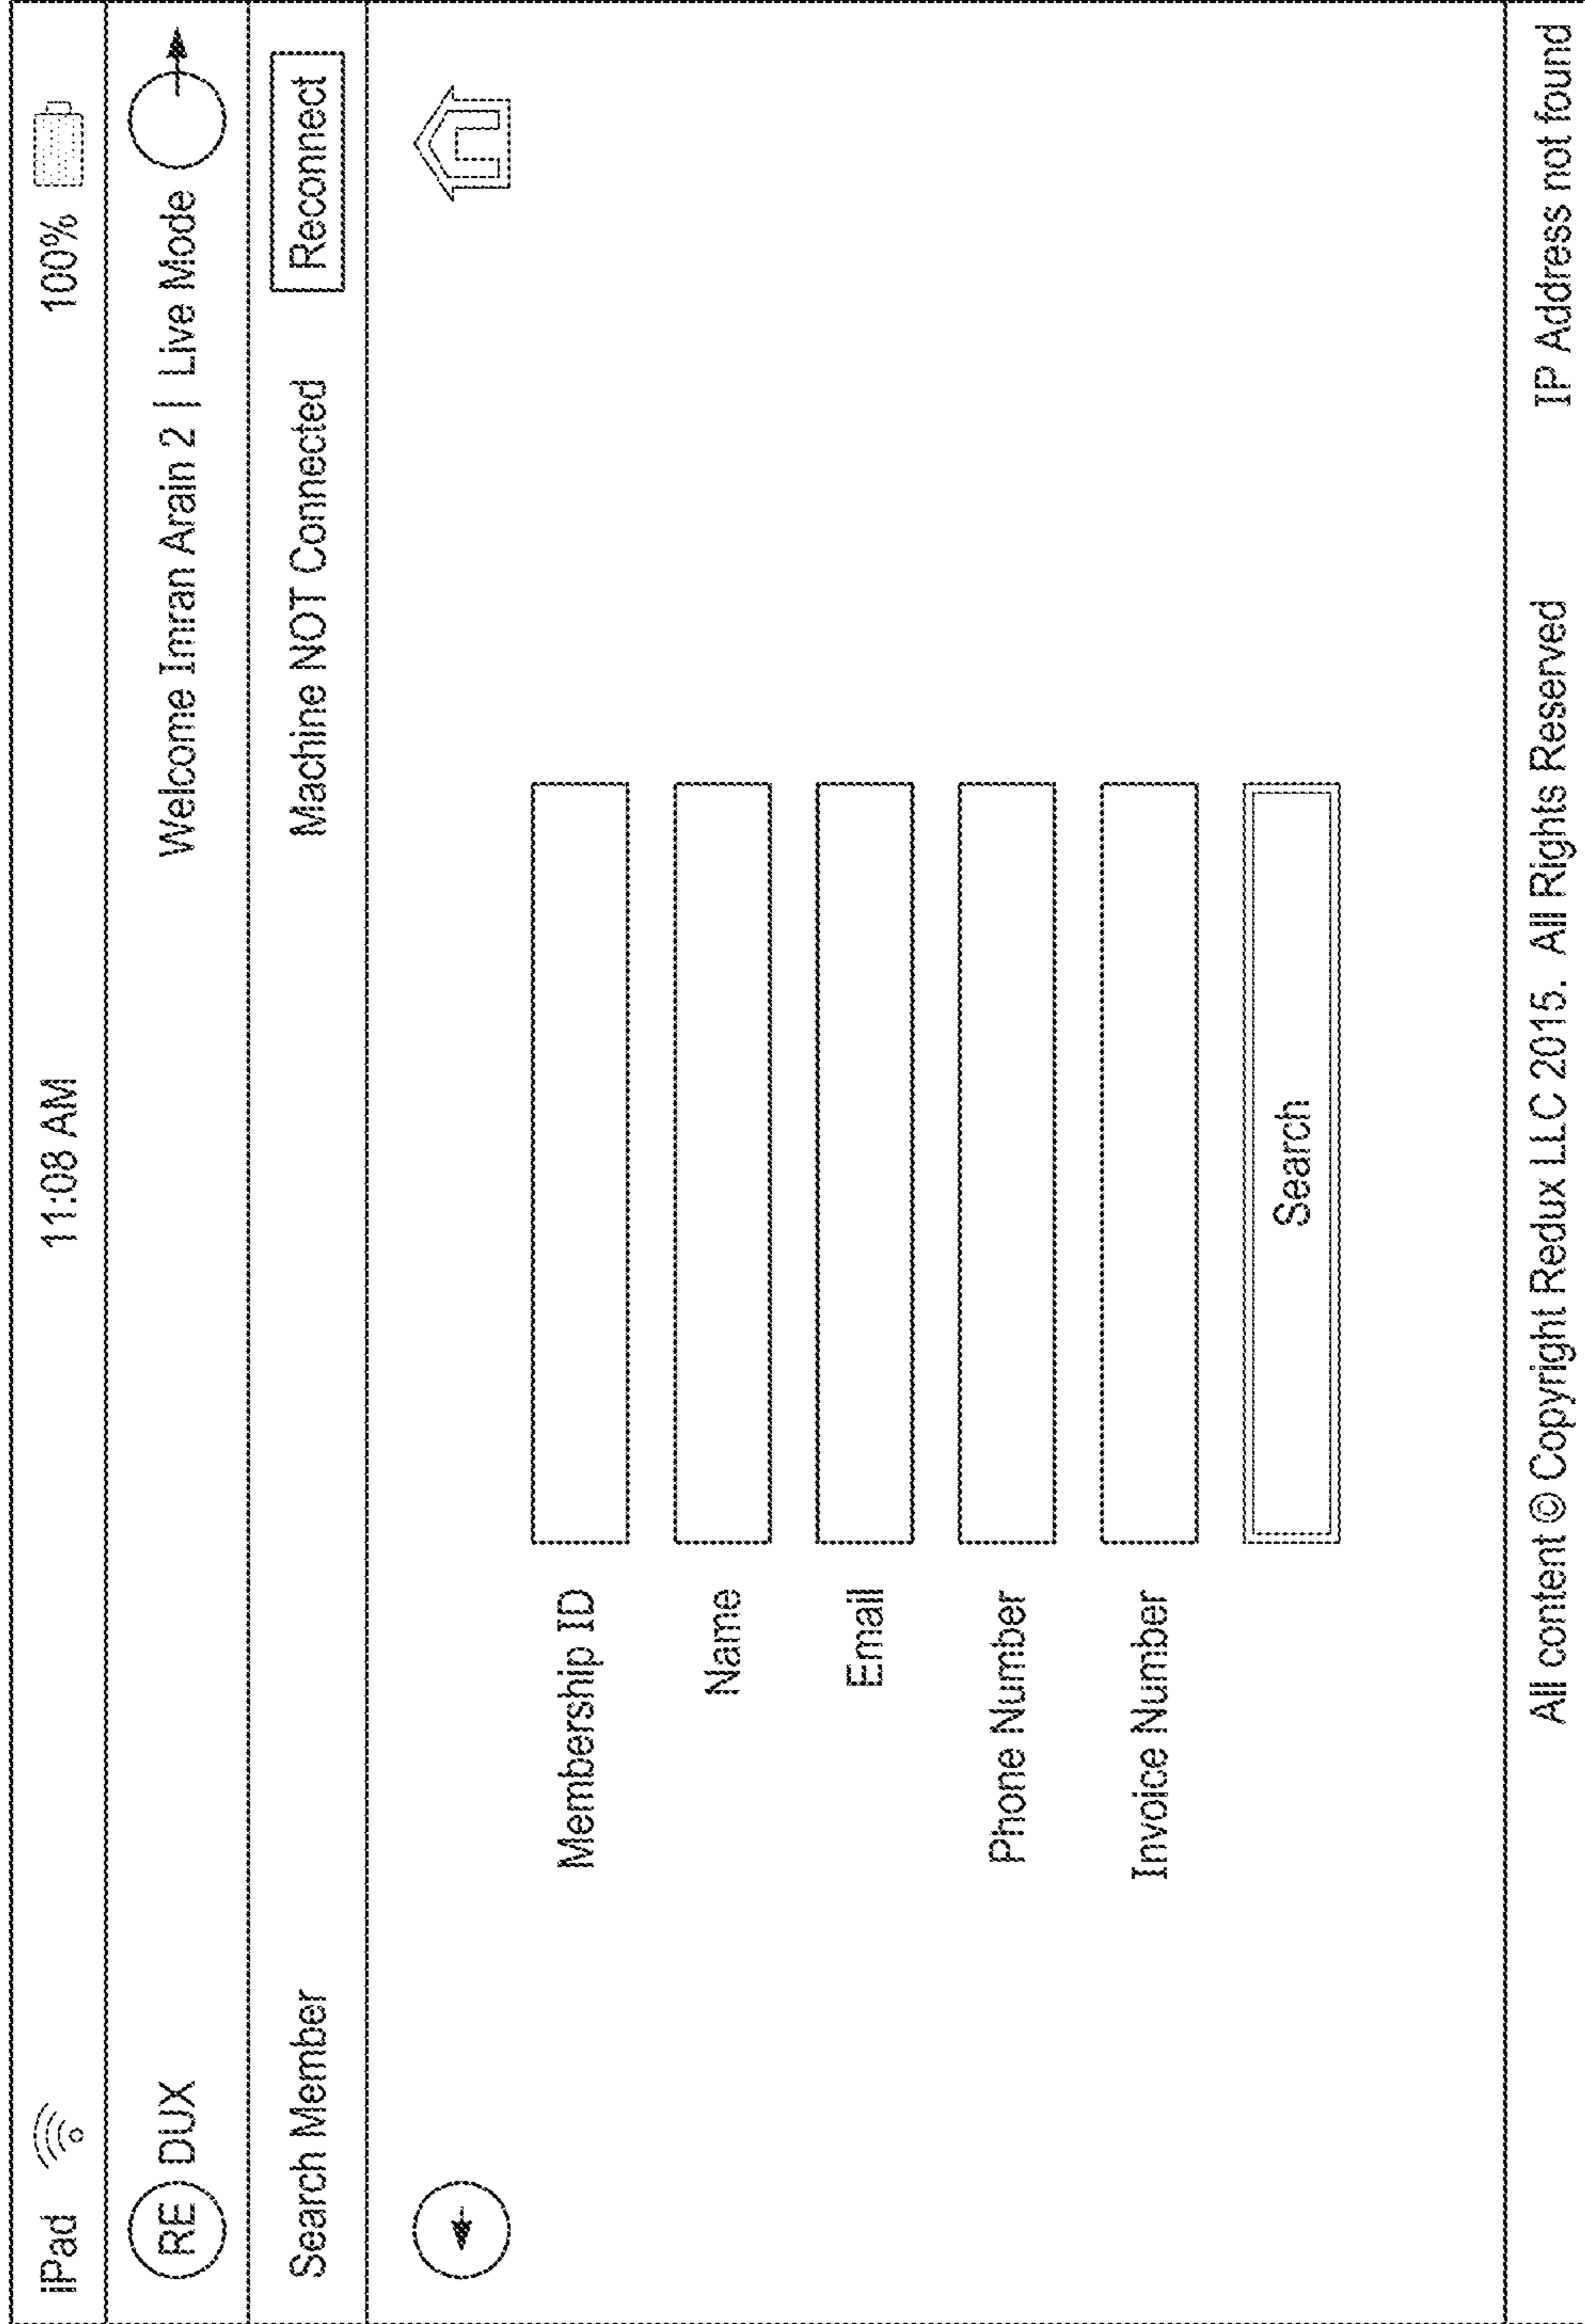 iPad 11:08 AM 100%
RE DUX Welcome Imran Arain 2 | Live Mode
Search Member Machine NOT Connected Reconnect
Membership ID
Name
Email
Phone Number
Invoice Number
Search
All content © Copyright Redux LLC 2015. All Rights Reserved IP Address not found